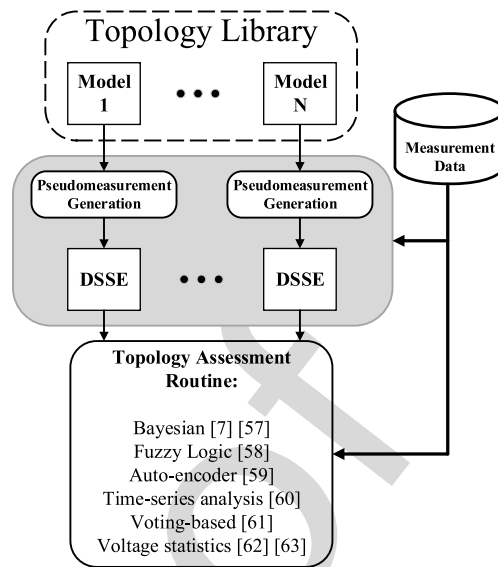 Topology Library
Model
1
Model
N
Measurement
Data
Pseudomeasurement
Generation
Pseudomeasurement
Generation
DSSE
DSSE
Topology Assessment
Routine:
Bayesian [7] [57]
Fuzzy Logic [58]
Auto-encoder [59]
Time-series analysis [60]
Voting-based [61]
Voltage statistics [62] [63]
of